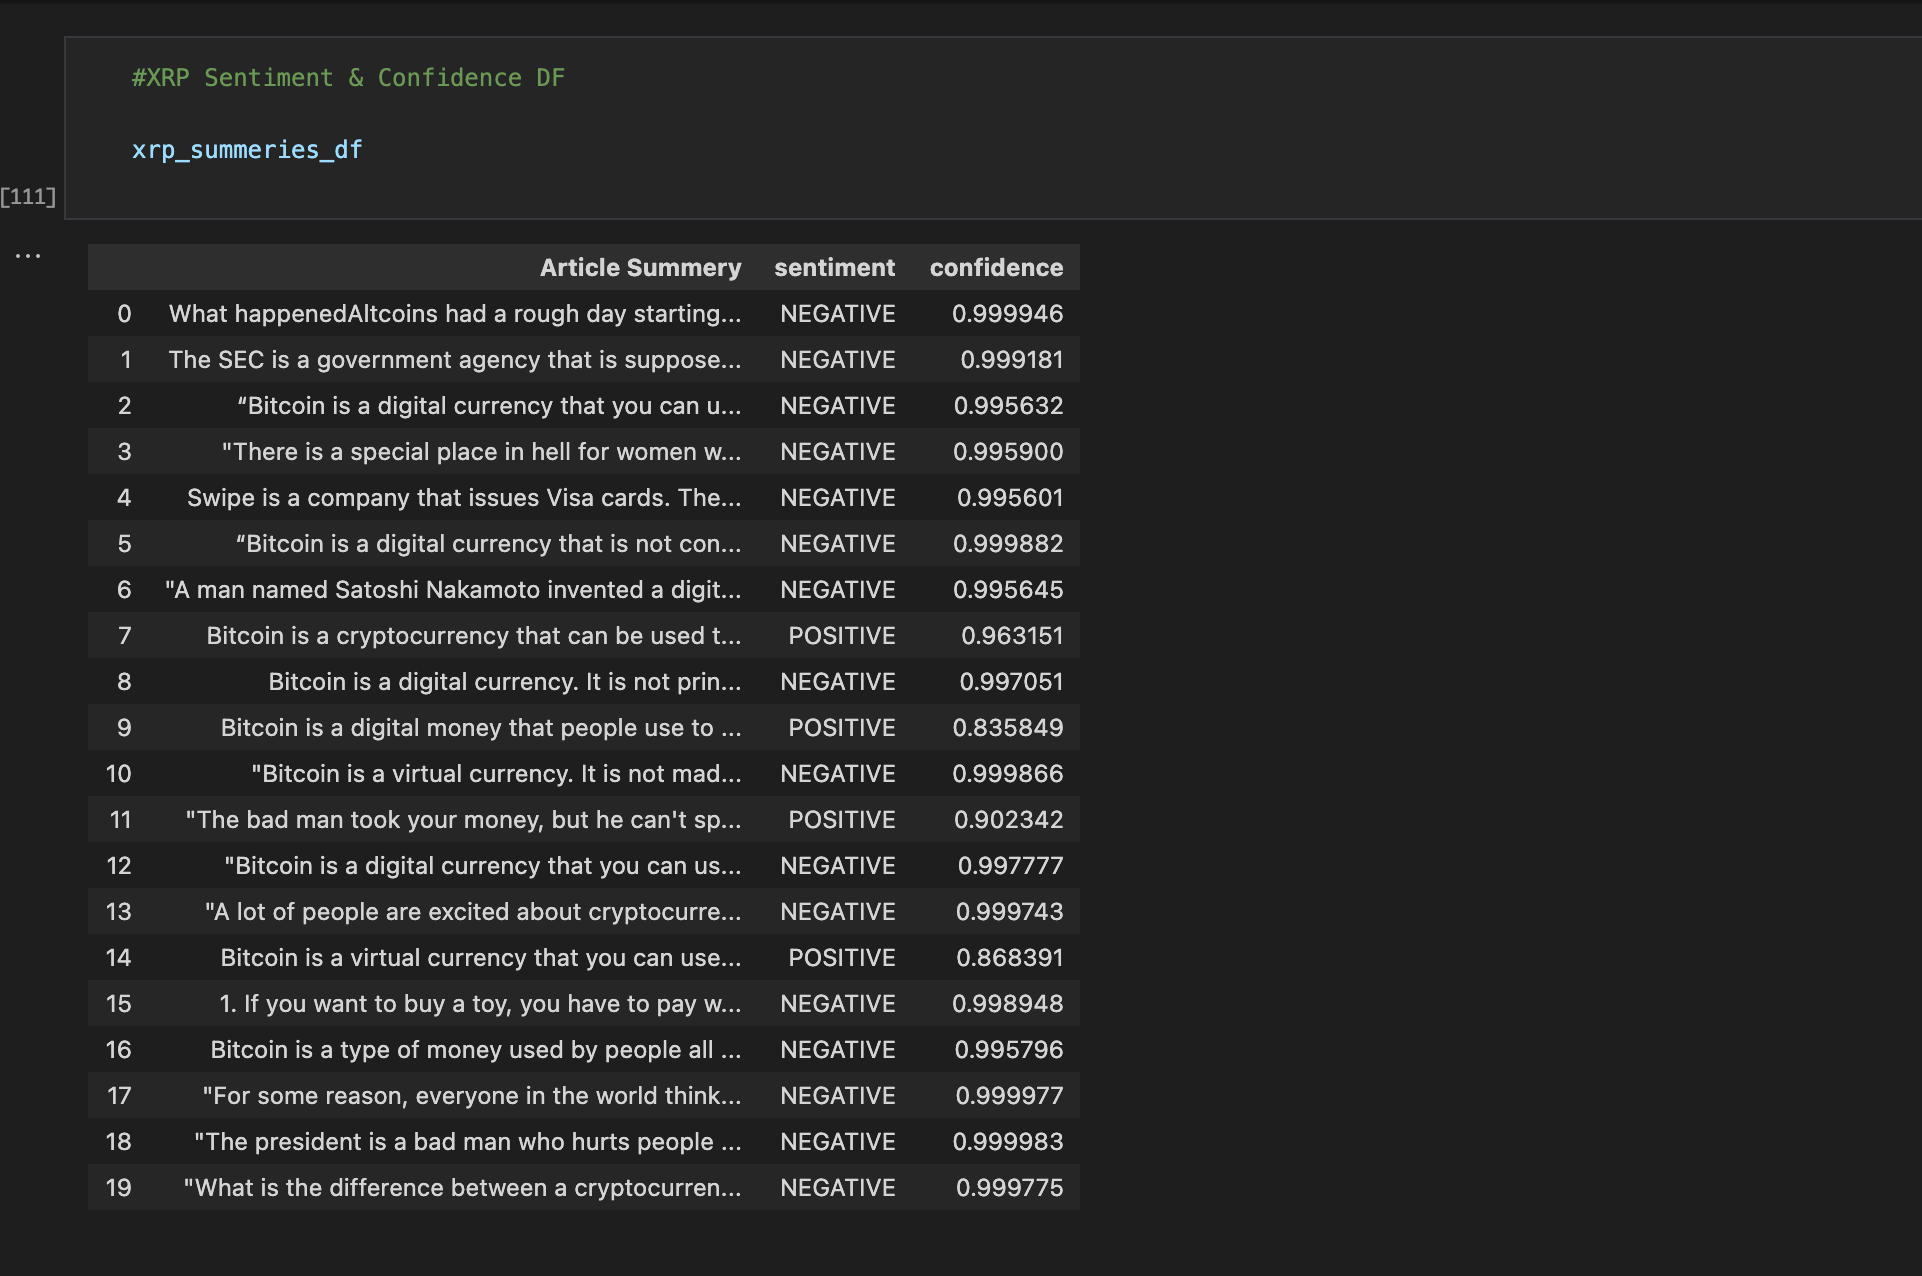 #XRP Sentiment & Confidence DF
xrp_summeries_df
[111]
...
Article Summery sentiment confidence
0 What happenedAltcoins had a rough day starting... NEGATIVE 0.999946
1 The SEC is a government agency that is suppose... NEGATIVE 0.999181
2 “Bitcoin is a digital currency that you can u... NEGATIVE 0.995632
3 "There is a special place in hell for women w... NEGATIVE 0.995900
4 Swipe is a company that issues Visa cards. The... NEGATIVE 0.995601
5 “Bitcoin is a digital currency that is not con... NEGATIVE 0.999882
6 "A man named Satoshi Nakamoto invented a digit... NEGATIVE 0.995645
7 Bitcoin is a cryptocurrency that can be used t... POSITIVE 0.963151
8 Bitcoin is a digital currency. It is not prin... NEGATIVE 0.997051
9 Bitcoin is a digital money that people use to ... POSITIVE 0.835849
10 "Bitcoin is a virtual currency. It is not mad... NEGATIVE 0.999866
11 "The bad man took your money, but he can't sp... POSITIVE 0.902342
12 "Bitcoin is a digital currency that you can us... NEGATIVE 0.997777
13 "A lot of people are excited about cryptocurre... NEGATIVE 0.999743
14 Bitcoin is a virtual currency that you can use... POSITIVE 0.868391
15 1. If you want to buy a toy, you have to pay w... NEGATIVE 0.998948
16 Bitcoin is a type of money used by people all ... NEGATIVE 0.995796
17 "For some reason, everyone in the world think... NEGATIVE 0.999977
18 "The president is a bad man who hurts people ... NEGATIVE 0.999983
19 "What is the difference between a cryptocurren... NEGATIVE 0.999775